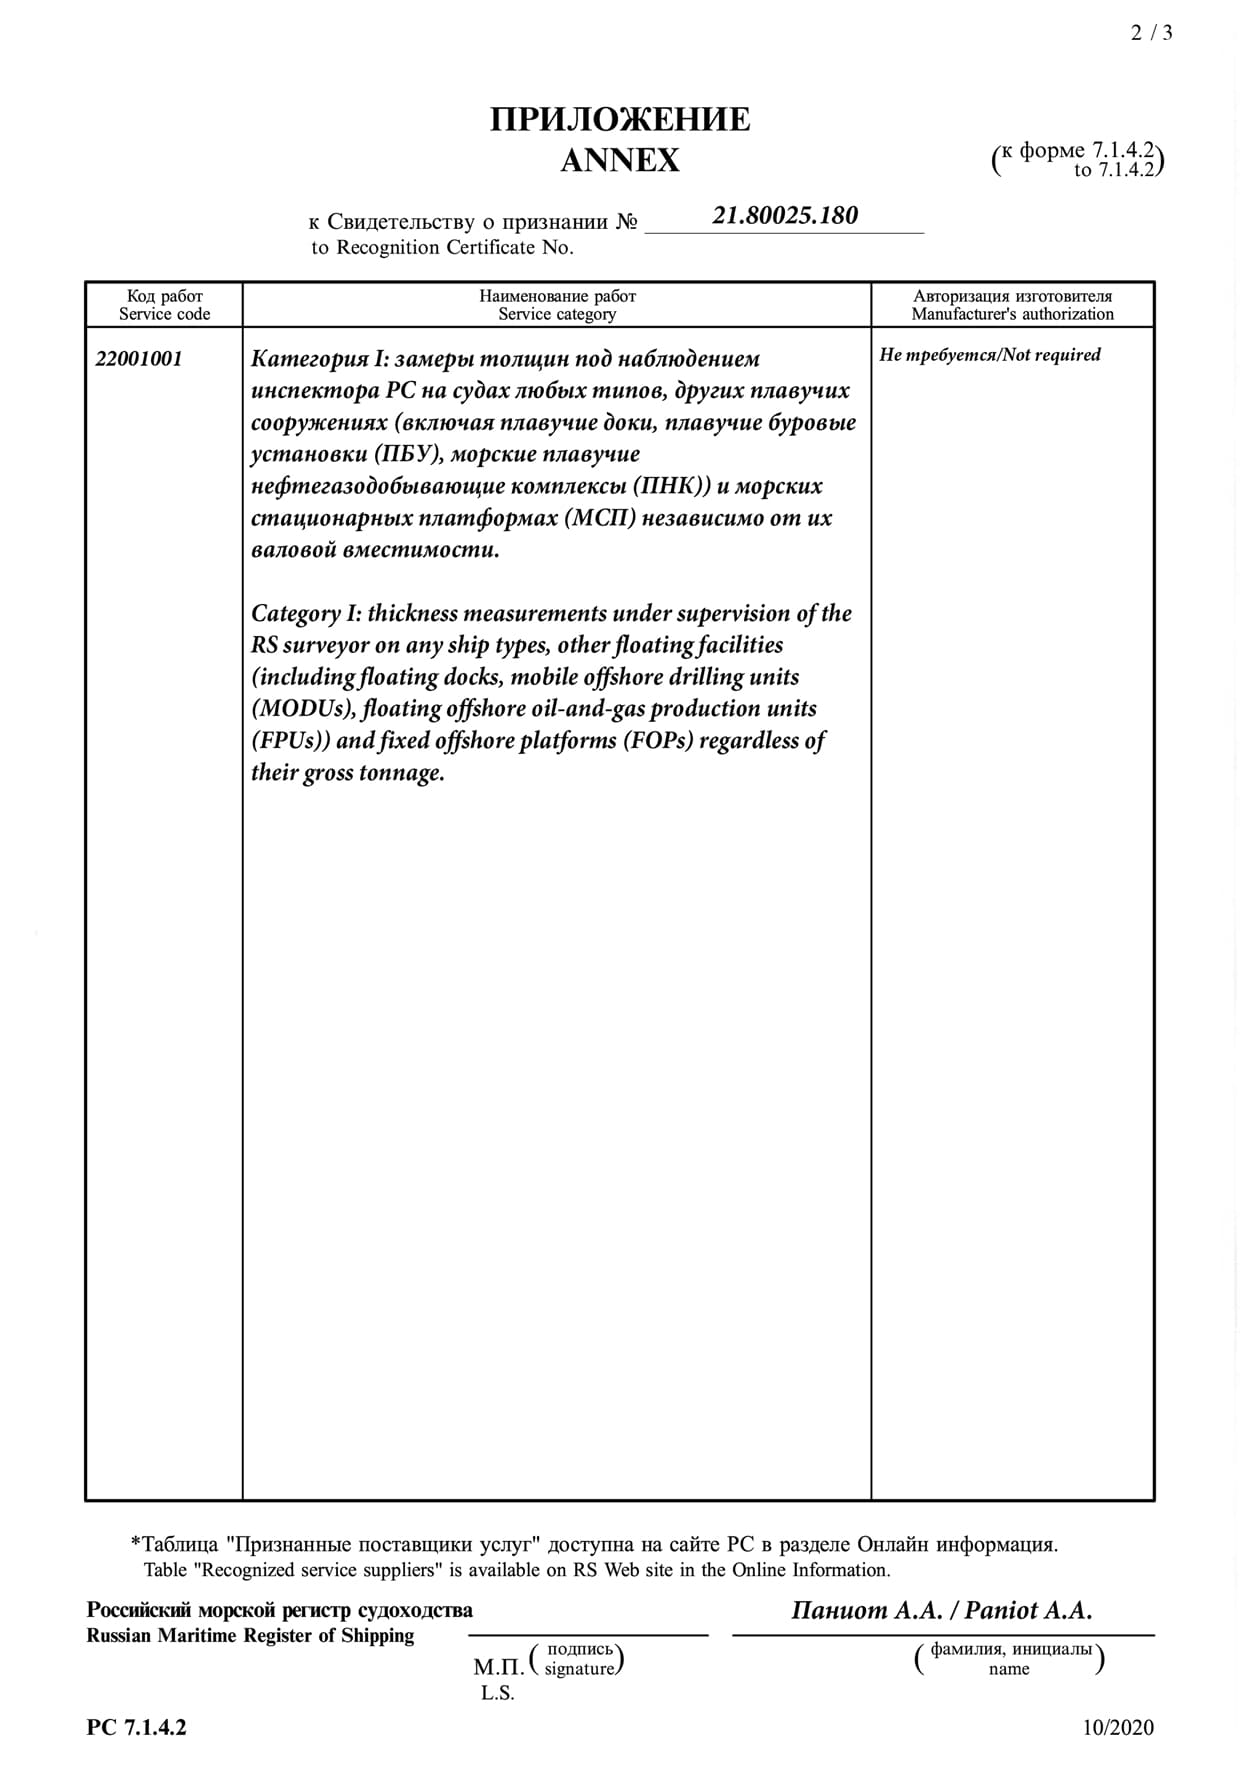 2 / 3
ПРИЛОЖЕНИЕ
ANNEX
(к форме 7.1.4.2
to 7.1.4.2)
к Свидетельству о признании № 21.80025.180
to Recognition Certificate No.
Код работ
Service code
Наименование работ
Service category
Авторизация изготовителя
Manufacturer's authorization
22001001
Категория I: замеры толщин под наблюдением
инспектора РС на судах любых типов, других плавучих
сооружениях (включая плавучие доки, плавучие буровые
установки (ПБУ), морские плавучие
нефтегазодобывающие комплексы (ПНК)) и морских
стационарных платформах (МСП) независимо от их
валовой вместимости.
Category I: thickness measurements under supervision of the
RS surveyor on any ship types, other floating facilities
(including floating docks, mobile offshore drilling units
(MODUs), floating offshore oil-and-gas production units
(FPUs)) and fixed offshore platforms (FOPs) regardless of
their gross tonnage.
Не требуется/Not required
*Таблица "Признанные поставщики услуг" доступна на сайте РС в разделе Онлайн информация.
Table "Recognized service suppliers" is available on RS Web site in the Online Information.
Российский морской регистр судоходства
Russian Maritime Register of Shipping
Паниот А.А. / Paniot A.A.
М.П. ( подпись
signature)
L.S.
( фамилия, инициалы
name )
РС 7.1.4.2
10/2020